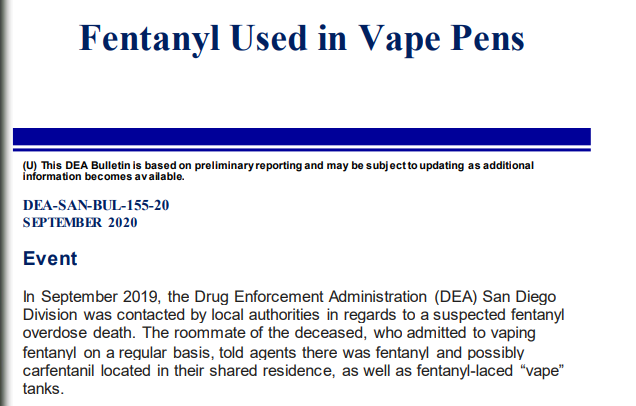 Fentanyl Used in Vape Pens
(U) This DEA Bulletin is based on preliminary reporting and may be subject to updating as additional
information becomes available.
DEA-SAN-BUL-155-20
SEPTEMBER 2020
Event
In September 2019, the Drug Enforcement Administration (DEA) San Diego
Division was contacted by local authorities in regards to a suspected fentanyl
overdose death. The roommate of the deceased, who admitted to vaping
fentanyl on a regular basis, told agents there was fentanyl and possibly
carfentanil located in their shared residence, as well as fentanyl-laced “vape”
tanks.